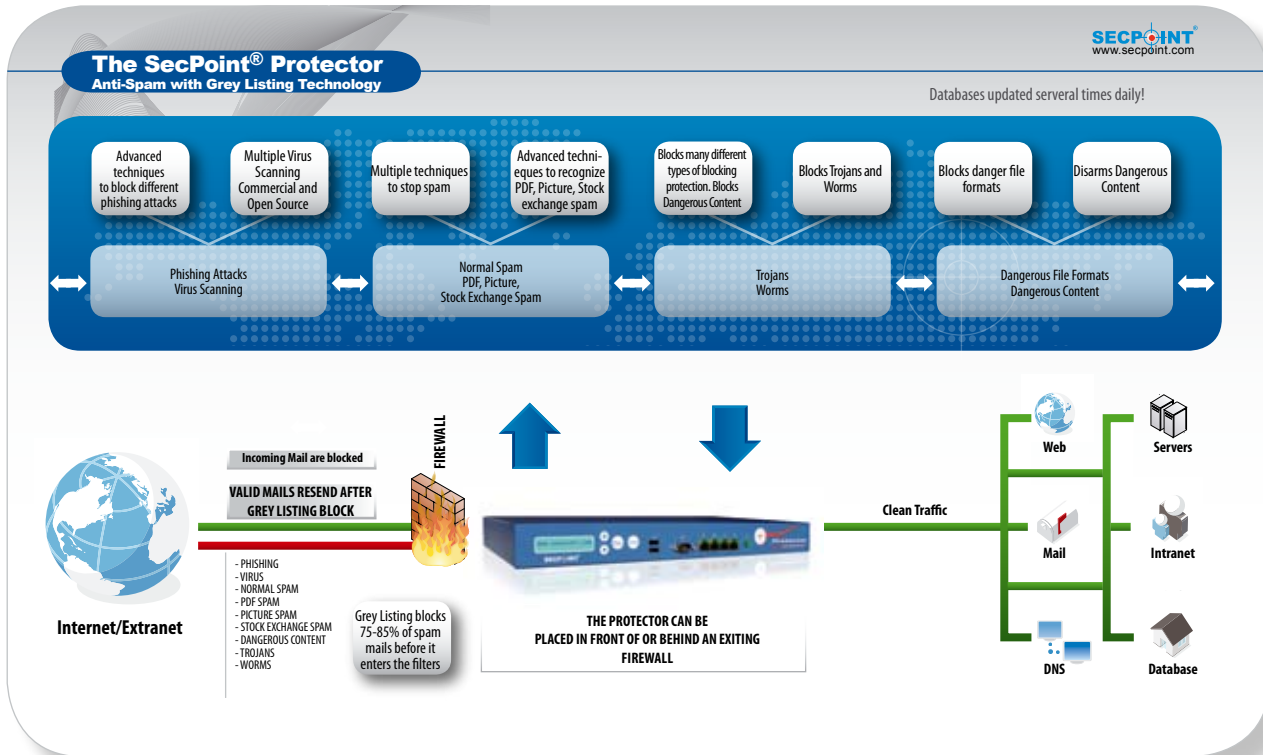 SECPOINT®
www.secpoint.com
The SecPoint® Protector
Anti-Spam with Grey Listing Technology
Databases updated serveral times daily!
Advanced
techniques
to block different
phishing attacks
Multiple Virus
Scanning
Commercial and
Open Source
Multiple techniques
to stop spam
Advanced techni-
eques to recognize
PDF, Picture, Stock
exchange spam
Blocks many different
types of blocking
protection. Blocks
Dangerous Content
Blocks Trojans and
Worms
Blocks danger file
formats
Disarms Dangerous
Content
Phishing Attacks
Virus Scanning
Normal Spam
PDF, Picture,
Stock Exchange Spam
Trojans
Worms
Dangerous File Formats
Dangerous Content
Incoming Mail are blocked
VALID MAILS RESEND AFTER
GREY LISTING BLOCK
FIREWALL
Internet/Extranet
- PHISHING
- VIRUS
- NORMAL SPAM
- PDF SPAM
- PICTURE SPAM
- STOCK EXCHANGE SPAM
- DANGEROUS CONTENT
- TROJANS
- WORMS
Grey Listing blocks
75-85% of spam
mails before it
enters the filters
SECPOINT
THE PROTECTOR CAN BE
PLACED IN FRONT OF OR BEHIND AN EXITING
FIREWALL
Clean Traffic
Web
Servers
Mail
Intranet
DNS
Database